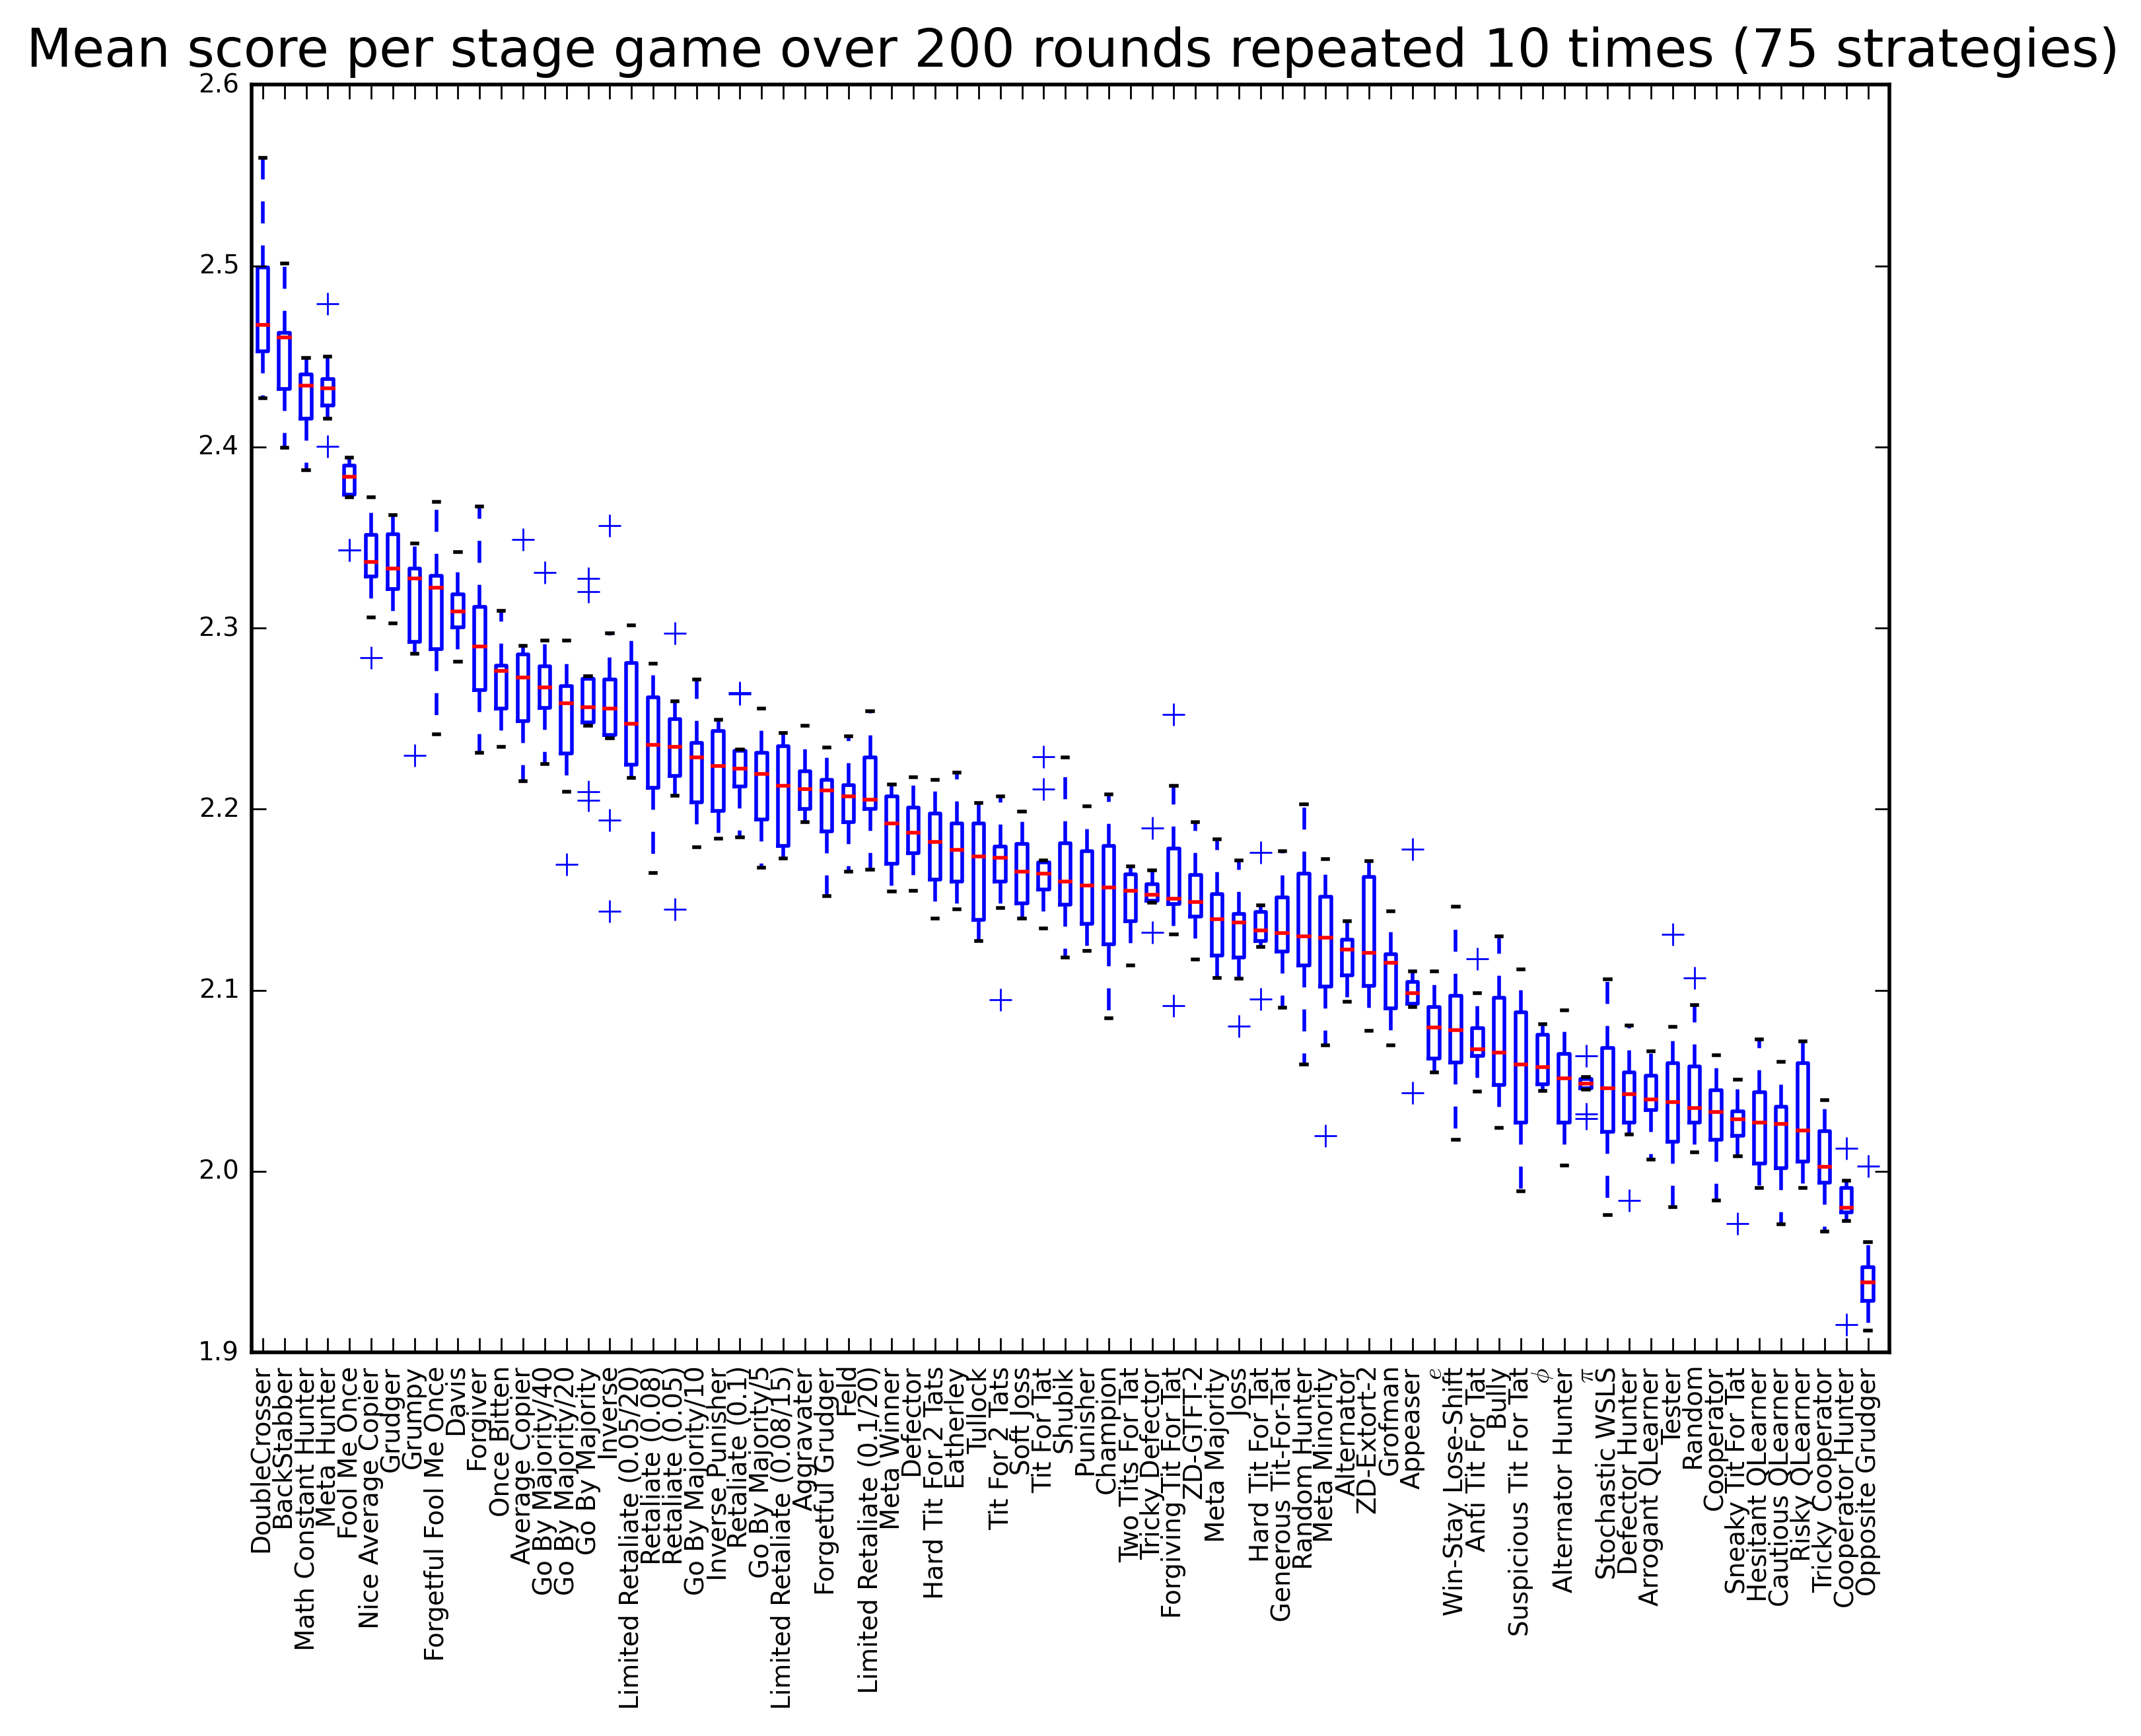 Mean score per stage game over 200 rounds repeated 10 times (75 strategies)
2.6
2.5
2.4
2.3
2.2
2.1
2.0
1.9
DoubleCrosser
BackStabber
Math Constant Hunter
Meta Hunter
Fool Me Once
Nice Average Copier
Grudger
Grumpy
Forgetful Fool Me Once
Davis
Forgiver
Once Bitten
Average Copier
Go By Majority/40
Go By Majority/20
Go By Majority
Inverse
Limited Retaliate (0.05/20)
Retaliate (0.08)
Retaliate (0.05)
Go By Majority/10
Inverse Punisher
Retaliate (0.1)
Go By Majority/5
Limited Retaliate (0.08/15)
Aggravater
Forgetful Grudger
Feld
Limited Retaliate (0.1/20)
Meta Winner
Defector
Hard Tit For 2 Tats
Eatherley
Tullock
Tit For 2 Tats
Soft Joss
Tit For Tat
Shubik
Punisher
Champion
Two Tits For Tat
Tricky Defector
Forgiving Tit For Tat
ZD-GTFT-2
Meta Majority
Joss
Hard Tit For Tat
Generous Tit-For-Tat
Random Hunter
Meta Minority
Alternator
ZD-Extort-2
Grofman
Appeaser
e
Win-Stay Lose-Shift
Anti Tit For Tat
Bully
Suspicious Tit For Tat
ϕ
Alternator Hunter
π
Stochastic WSLS
Defector Hunter
Arrogant QLearner
Tester
Random
Cooperator
Sneaky Tit For Tat
Hesitant QLearner
Cautious QLearner
Risky QLearner
Tricky Cooperator
Cooperator Hunter
Opposite Grudger